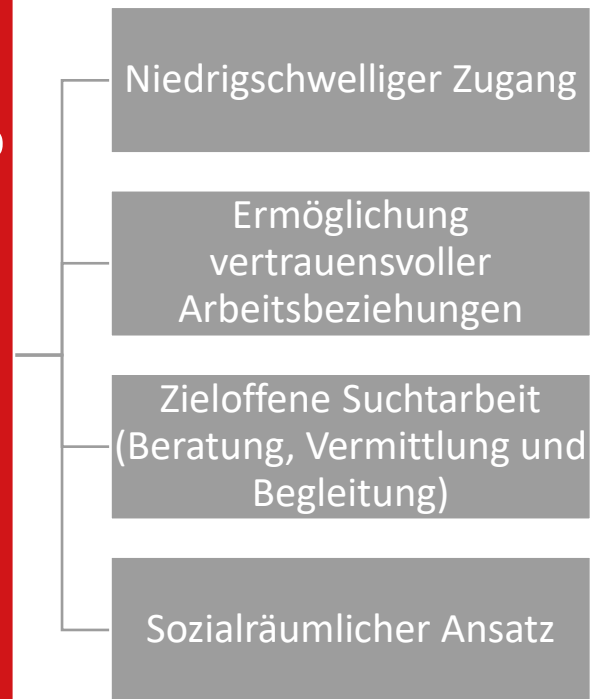 Niedrigschwelliger Zugang
Ermöglichung
vertrauensvoller
Arbeitsbeziehungen
Zieloffene Suchtarbeit
(Beratung, Vermittlung und
Begleitung)
Sozialräumlicher Ansatz